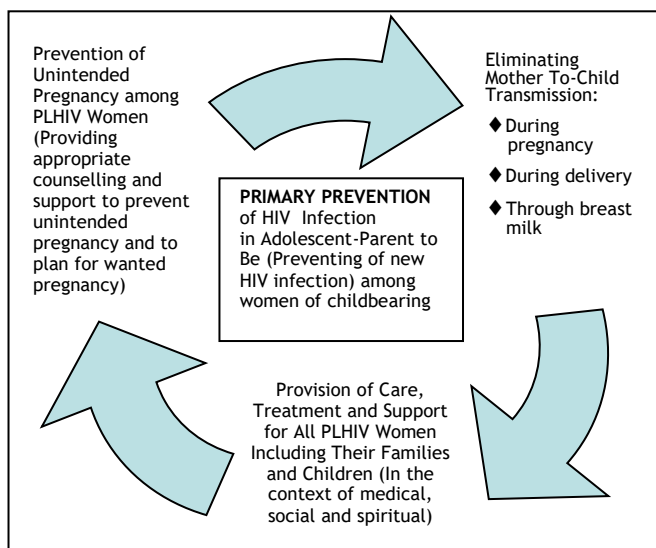 Prevention of
Unintended
Pregnancy among
PLHIV Women
(Providing
appropriate
counselling and
support to prevent
unintended
pregnancy and to
plan for wanted
pregnancy)
Eliminating
Mother To-Child
Transmission:
♦ During
pregnancy
♦ During delivery
♦ Through breast
milk
PRIMARY PREVENTION
of HIV Infection
in Adolescent-Parent to
Be (Preventing of new
HIV infection) among
women of childbearing
Provision of Care,
Treatment and Support
for All PLHIV Women
Including Their Families
and Children (In the
context of medical,
social and spiritual)